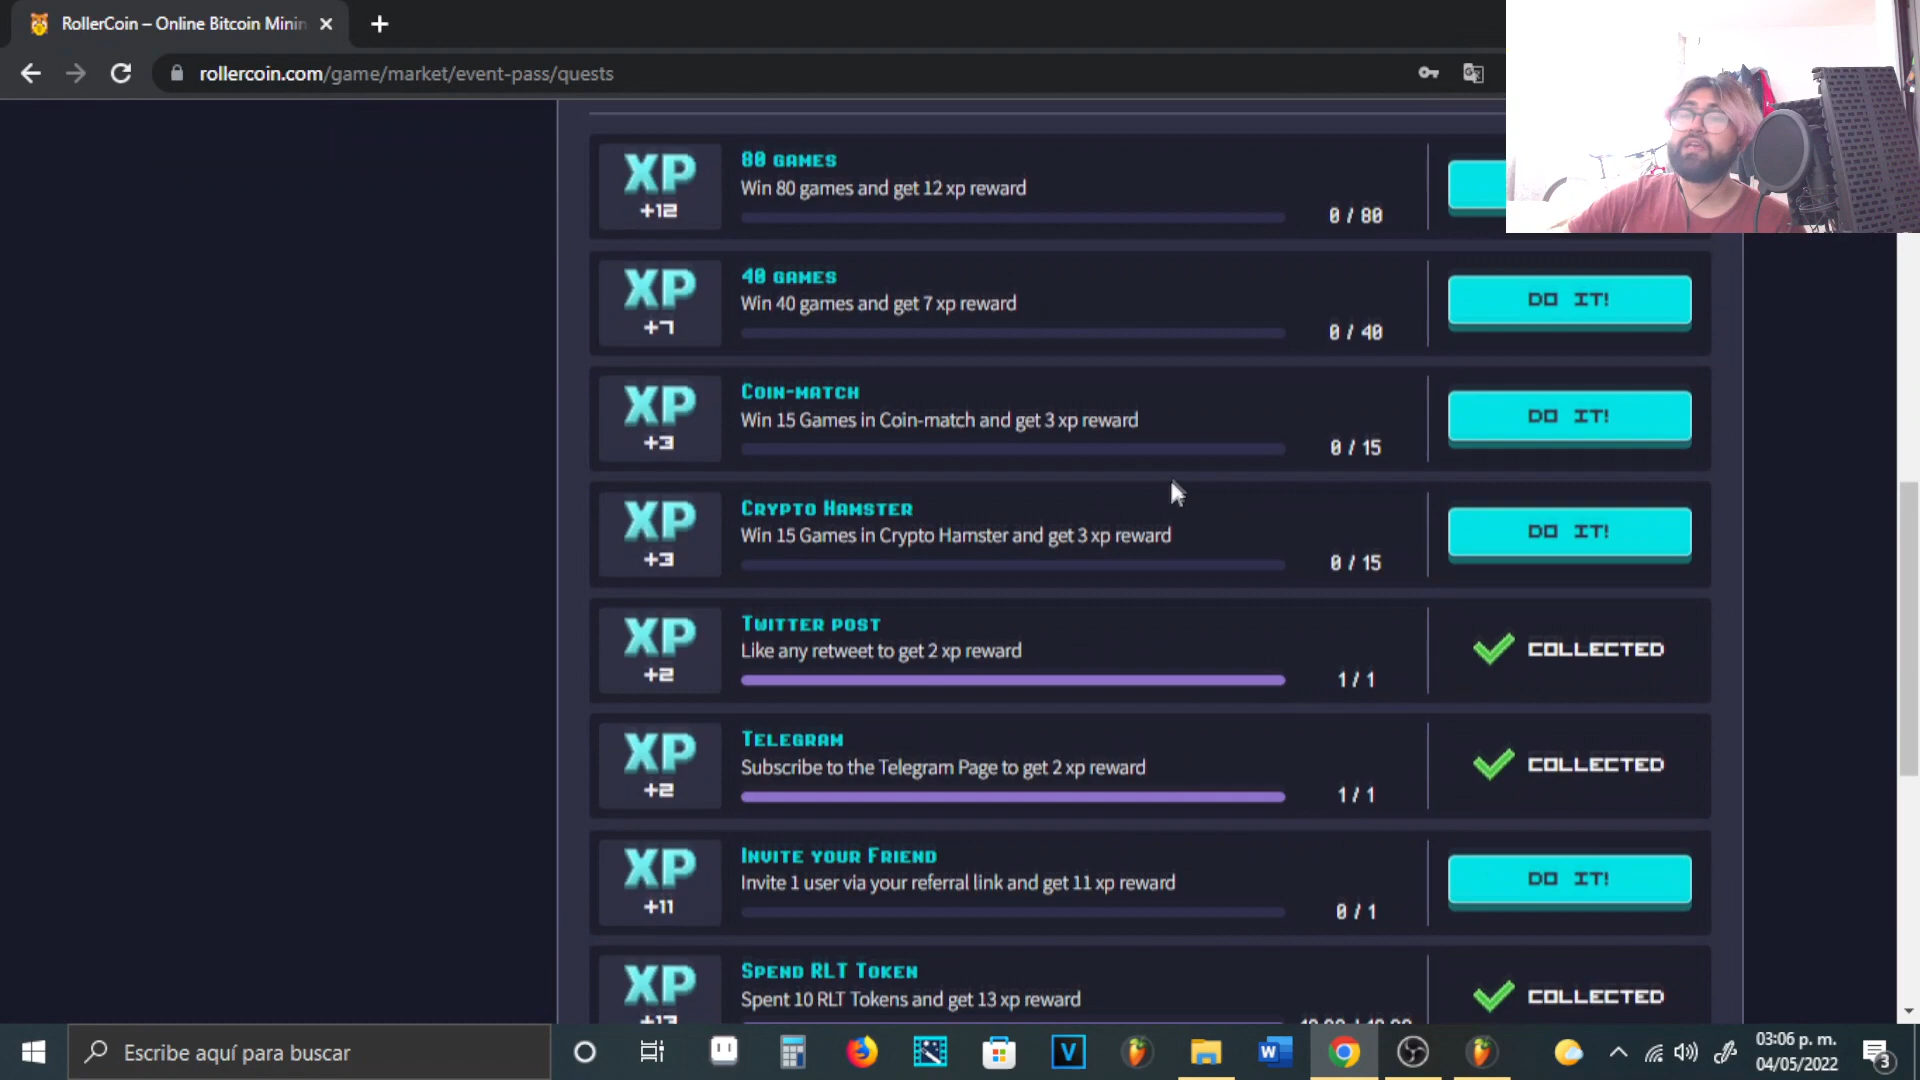 RollerCoin – Online Bitcoin Minin
rollercoin.com/game/market/event-pass/quests
XP
+12
80 GAMES
Win 80 games and get 12 xp reward
0 / 80
XP
+7
40 GAMES
Win 40 games and get 7 xp reward
0 / 40
DO IT!
XP
+3
COIN-MATCH
Win 15 Games in Coin-match and get 3 xp reward
0 / 15
DO IT!
XP
+3
CRYPTO HAMSTER
Win 15 Games in Crypto Hamster and get 3 xp reward
0 / 15
DO IT!
XP
+2
TWITTER POST
Like any retweet to get 2 xp reward
1 / 1
COLLECTED
XP
+2
TELEGRAM
Subscribe to the Telegram Page to get 2 xp reward
1 / 1
COLLECTED
XP
+11
INVITE YOUR FRIEND
Invite 1 user via your referral link and get 11 xp reward
0 / 1
DO IT!
XP
+13
SPEND RLT TOKEN
Spent 10 RLT Tokens and get 13 xp reward
COLLECTED
Escribe aquí para buscar
03:06 p. m.
04/05/2022
3